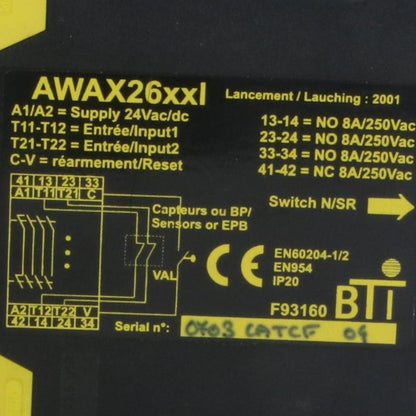 AWAX26xxl
Lancement / Lauching : 2001
A1/A2 = Supply 24Vac/dc
T11-T12 = Entrée/Input1
T21-T22 = Entrée/Input2
C-V = réarmement/Reset
13-14 = NO 8A/250Vac
23-24 = NO 8A/250Vac
33-34 = NO 8A/250Vac
41-42 = NC 8A/250Vac
41 13 23 33
A1 T11 T21 C
Capteurs ou BP/
Sensors or EPB
VAL
Switch N/SR
CE
EN60204-1/2
EN954
IP20
F93160
BTI
A2 T12 T22 V
42 14 24 34
Serial n°: